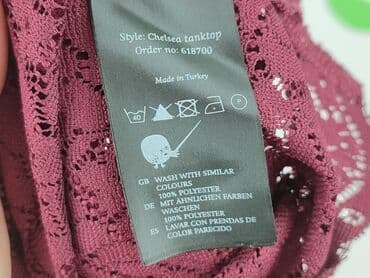 Style: Chelsea tanktop
Order no: 618700
Made in Turkey
40 P
GB WASH WITH SIMILAR
COLOURS
100% POLYESTER
DE MIT ÄHNLICHEN FARBEN
WASCHEN
100% POLYESTER
ES LAVAR CON PRENDAS DE
COLOR PARECIDO